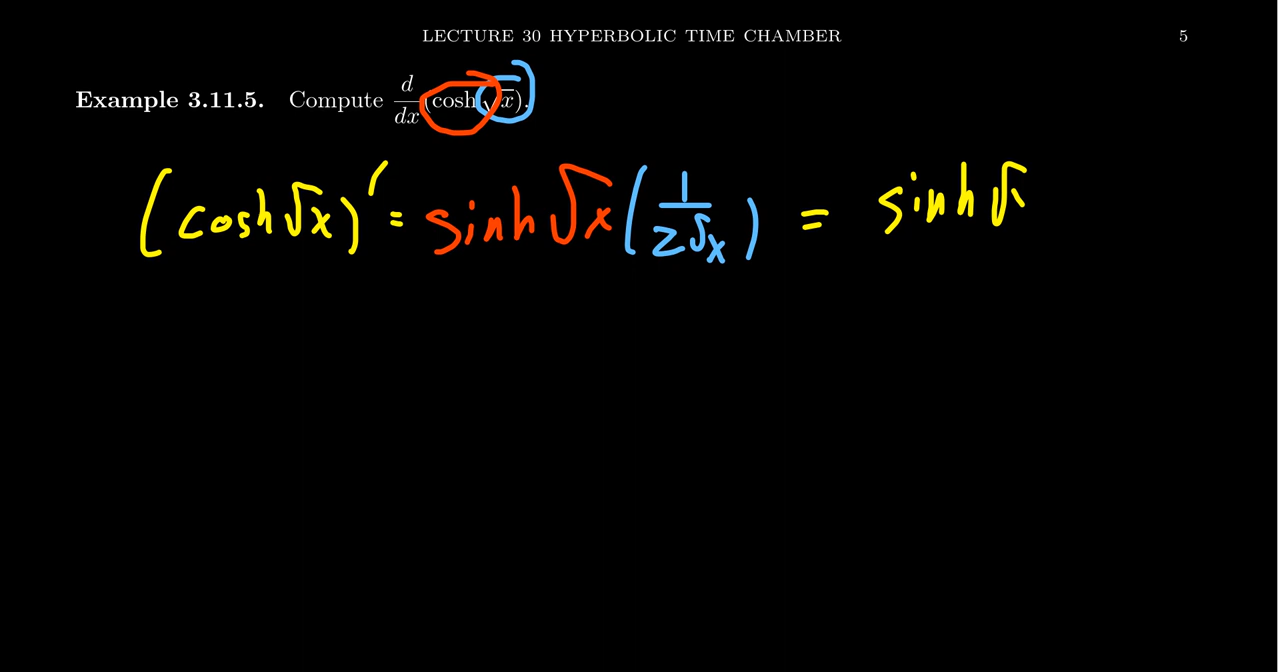 LECTURE 30 HYPERBOLIC TIME CHAMBER 5
Example 3.11.5. Compute d/dx (cosh √x).
(cosh √x)′ = sinh √x (1/(2√x)) = sinh √x